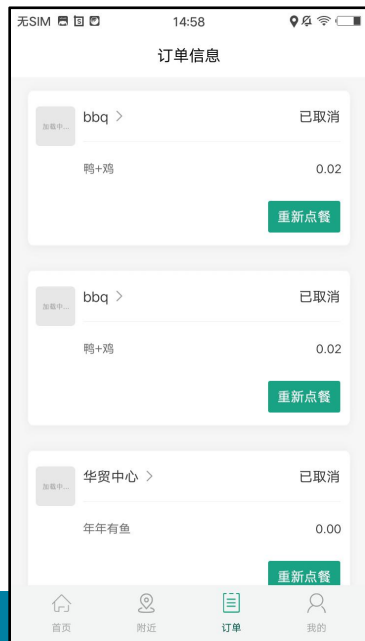 无SIM 14:58
订单信息
加载中... bbq > 已取消
鸭+鸡 0.02
重新点餐
加载中... bbq > 已取消
鸭+鸡 0.02
重新点餐
加载中... 华贸中心 > 已取消
年年有鱼 0.00
重新点餐
首页 附近 订单 我的